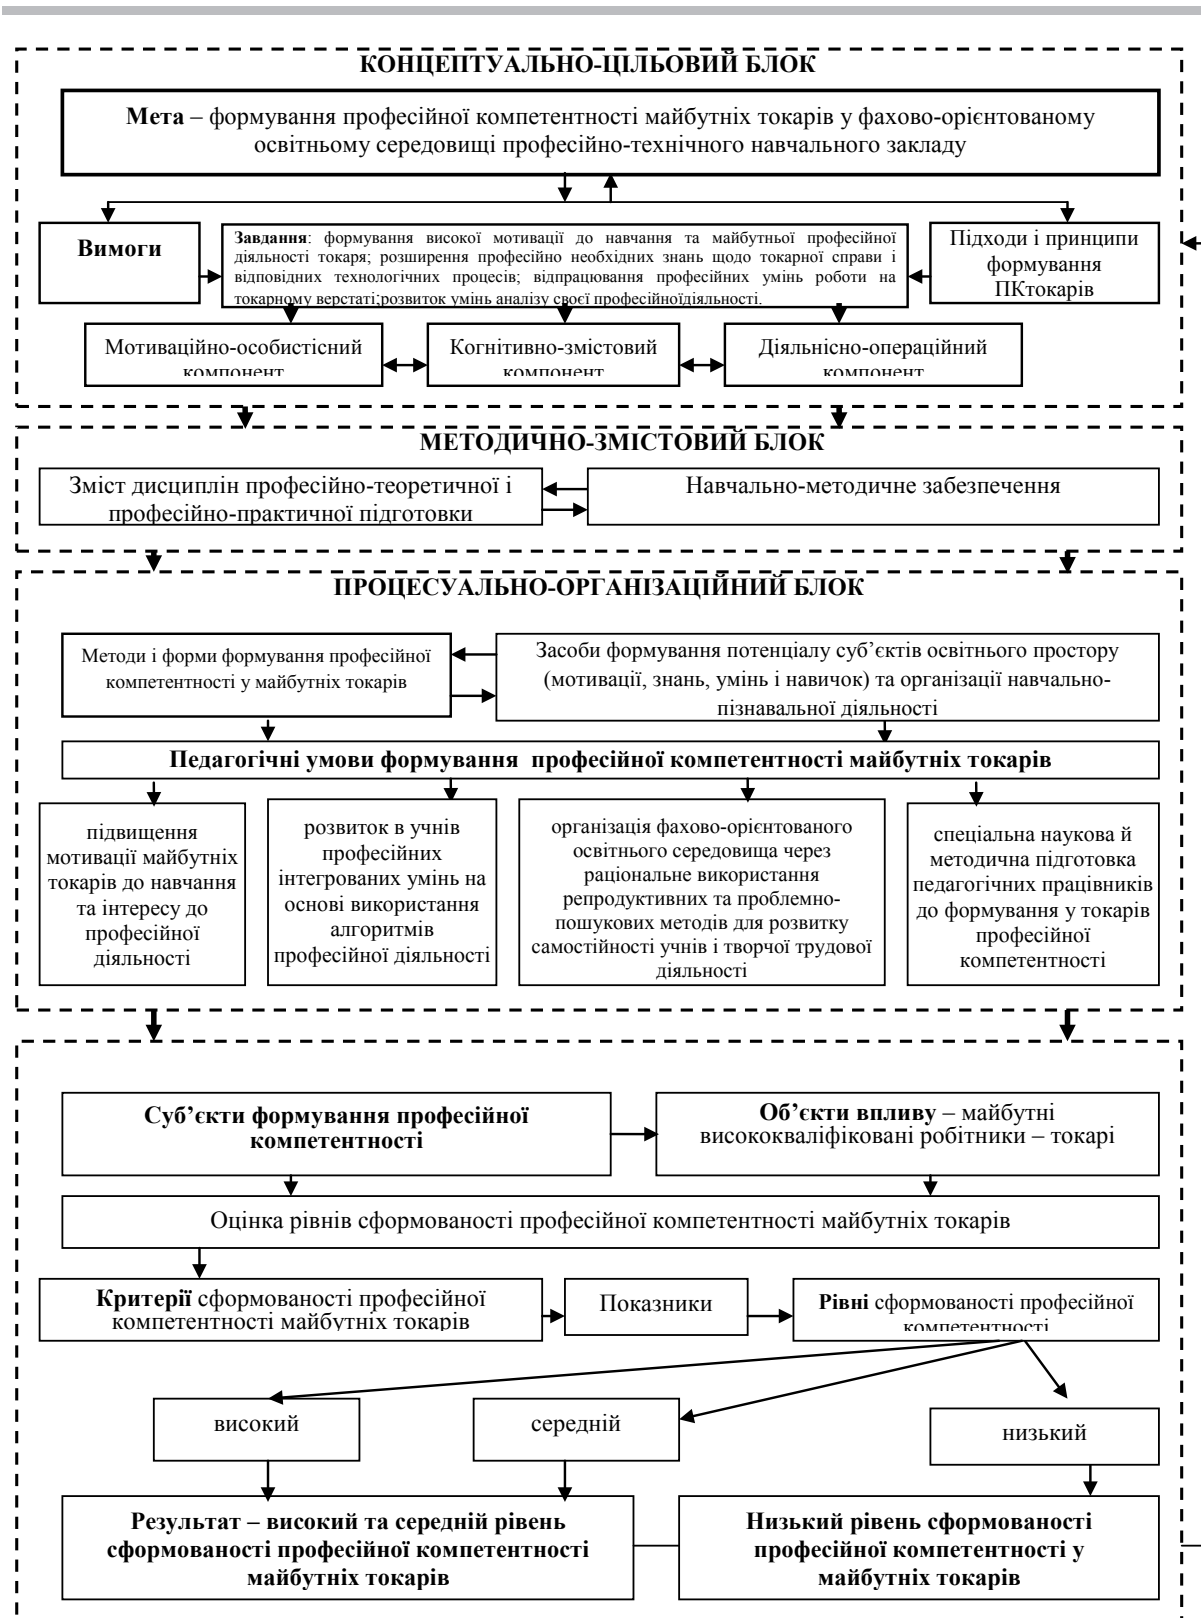 КОНЦЕПТУАЛЬНО-ЦІЛЬОВИЙ БЛОК
Мета – формування професійної компетентності майбутніх токарів у фахово-орієнтованому
освітньому середовищі професійно-технічного навчального закладу
Вимоги
Завдання: формування високої мотивації до навчання та майбутньої професійної
діяльності токаря; розширення професійно необхідних знань щодо токарної справи і
відповідних технологічних процесів; відпрацювання професійних умінь роботи на
токарному верстаті;розвиток умінь аналізу своєї професійноїдіяльності.
Підходи і принципи
формування
ПКтокарів
Мотиваційно-особистісний
компонент
Когнітивно-змістовий
компонент
Діяльнісно-операційний
компонент
МЕТОДИЧНО-ЗМІСТОВИЙ БЛОК
Зміст дисциплін професійно-теоретичної і
професійно-практичної підготовки
Навчально-методичне забезпечення
ПРОЦЕСУАЛЬНО-ОРГАНІЗАЦІЙНИЙ БЛОК
Методи і форми формування професійної
компетентності у майбутніх токарів
Засоби формування потенціалу суб’єктів освітнього простору
(мотивації, знань, умінь і навичок) та організації навчально-
пізнавальної діяльності
Педагогічні умови формування професійної компетентності майбутніх токарів
підвищення
мотивації майбутніх
токарів до навчання
та інтересу до
професійної
діяльності
розвиток в учнів
професійних
інтегрованих умінь на
основі використання
алгоритмів
професійної діяльності
організація фахово-орієнтованого
освітнього середовища через
раціональне використання
репродуктивних та проблемно-
пошукових методів для розвитку
самостійності учнів і творчої трудової
діяльності
спеціальна наукова й
методична підготовка
педагогічних працівників
до формування у токарів
професійної
компетентності
Суб’єкти формування професійної
компетентності
Об’єкти впливу – майбутні
висококваліфіковані робітники – токарі
Оцінка рівнів сформованості професійної компетентності майбутніх токарів
Критерії сформованості професійної
компетентності майбутніх токарів
Показники
Рівні сформованості професійної
компетентності
високий
середній
низький
Результат – високий та середній рівень
сформованості професійної компетентності
майбутніх токарів
Низький рівень сформованості
професійної компетентності у
майбутніх токарів